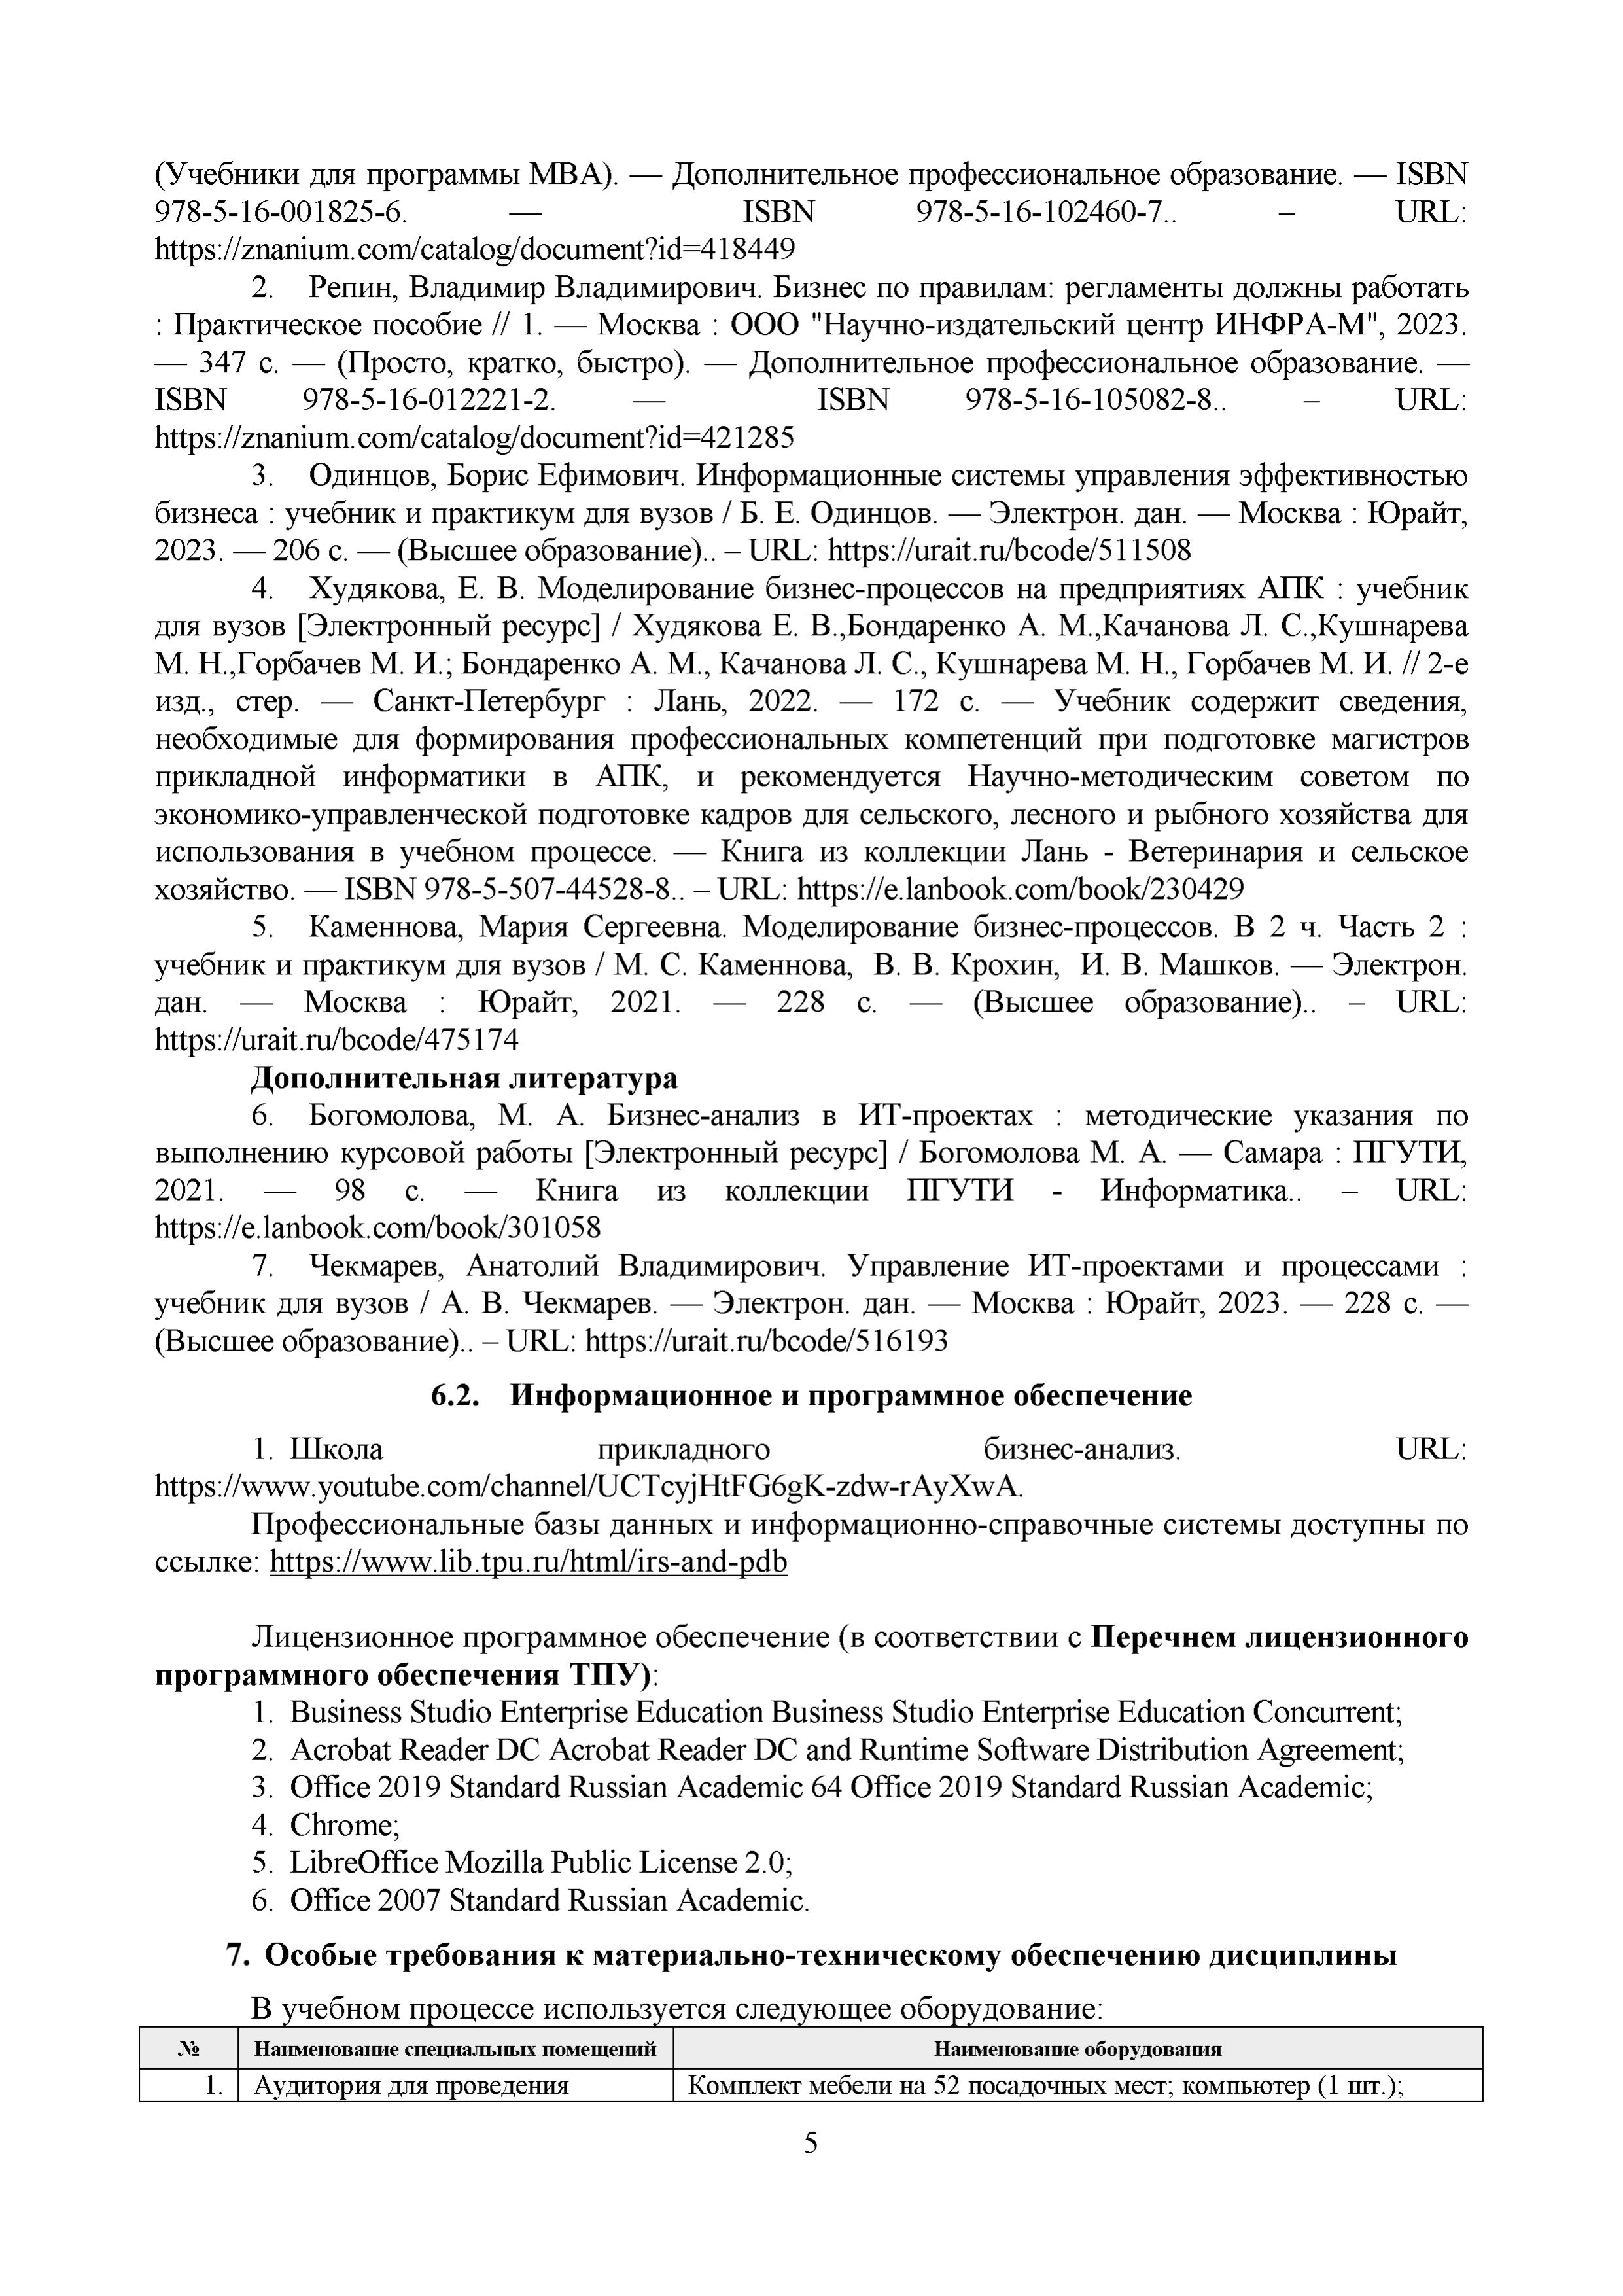 (Учебники для программы MBA). — Дополнительное профессиональное образование. — ISBN
978-5-16-001825-6. — ISBN 978-5-16-102460-7.. – URL:
https://znanium.com/catalog/document?id=418449
2. Репин, Владимир Владимирович. Бизнес по правилам: регламенты должны работать
: Практическое пособие // 1. — Москва : ООО "Научно-издательский центр ИНФРА-М", 2023.
— 347 с. — (Просто, кратко, быстро). — Дополнительное профессиональное образование. —
ISBN 978-5-16-012221-2. — ISBN 978-5-16-105082-8.. – URL:
https://znanium.com/catalog/document?id=421285
3. Одинцов, Борис Ефимович. Информационные системы управления эффективностью
бизнеса : учебник и практикум для вузов / Б. Е. Одинцов. — Электрон. дан. — Москва : Юрайт,
2023. — 206 с. — (Высшее образование).. – URL: https://urait.ru/bcode/511508
4. Худякова, Е. В. Моделирование бизнес-процессов на предприятиях АПК : учебник
для вузов [Электронный ресурс] / Худякова Е. В.,Бондаренко А. М.,Качанова Л. С.,Кушнарева
М. Н.,Горбачев М. И.; Бондаренко А. М., Качанова Л. С., Кушнарева М. Н., Горбачев М. И. // 2-е
изд., стер. — Санкт-Петербург : Лань, 2022. — 172 с. — Учебник содержит сведения,
необходимые для формирования профессиональных компетенций при подготовке магистров
прикладной информатики в АПК, и рекомендуется Научно-методическим советом по
экономико-управленческой подготовке кадров для сельского, лесного и рыбного хозяйства для
использования в учебном процессе. — Книга из коллекции Лань - Ветеринария и сельское
хозяйство. — ISBN 978-5-507-44528-8.. – URL: https://e.lanbook.com/book/230429
5. Каменнова, Мария Сергеевна. Моделирование бизнес-процессов. В 2 ч. Часть 2 :
учебник и практикум для вузов / М. С. Каменнова, В. В. Крохин, И. В. Машков. — Электрон.
дан. — Москва : Юрайт, 2021. — 228 с. — (Высшее образование).. – URL:
https://urait.ru/bcode/475174
Дополнительная литература
6. Богомолова, М. А. Бизнес-анализ в ИТ-проектах : методические указания по
выполнению курсовой работы [Электронный ресурс] / Богомолова М. А. — Самара : ПГУТИ,
2021. — 98 с. — Книга из коллекции ПГУТИ - Информатика.. – URL:
https://e.lanbook.com/book/301058
7. Чекмарев, Анатолий Владимирович. Управление ИТ-проектами и процессами :
учебник для вузов / А. В. Чекмарев. — Электрон. дан. — Москва : Юрайт, 2023. — 228 с. —
(Высшее образование).. – URL: https://urait.ru/bcode/516193
6.2. Информационное и программное обеспечение
1. Школа прикладного бизнес-анализ. URL:
https://www.youtube.com/channel/UCTcyjHtFG6gK-zdw-rAyXwA.
Профессиональные базы данных и информационно-справочные системы доступны по
ссылке: https://www.lib.tpu.ru/html/irs-and-pdb
Лицензионное программное обеспечение (в соответствии с Перечнем лицензионного
программного обеспечения ТПУ):
1. Business Studio Enterprise Education Business Studio Enterprise Education Concurrent;
2. Acrobat Reader DC Acrobat Reader DC and Runtime Software Distribution Agreement;
3. Office 2019 Standard Russian Academic 64 Office 2019 Standard Russian Academic;
4. Chrome;
5. LibreOffice Mozilla Public License 2.0;
6. Office 2007 Standard Russian Academic.
7. Особые требования к материально-техническому обеспечению дисциплины
В учебном процессе используется следующее оборудование:
№ Наименование специальных помещений Наименование оборудования
1. Аудитория для проведения Комплект мебели на 52 посадочных мест; компьютер (1 шт.);
5